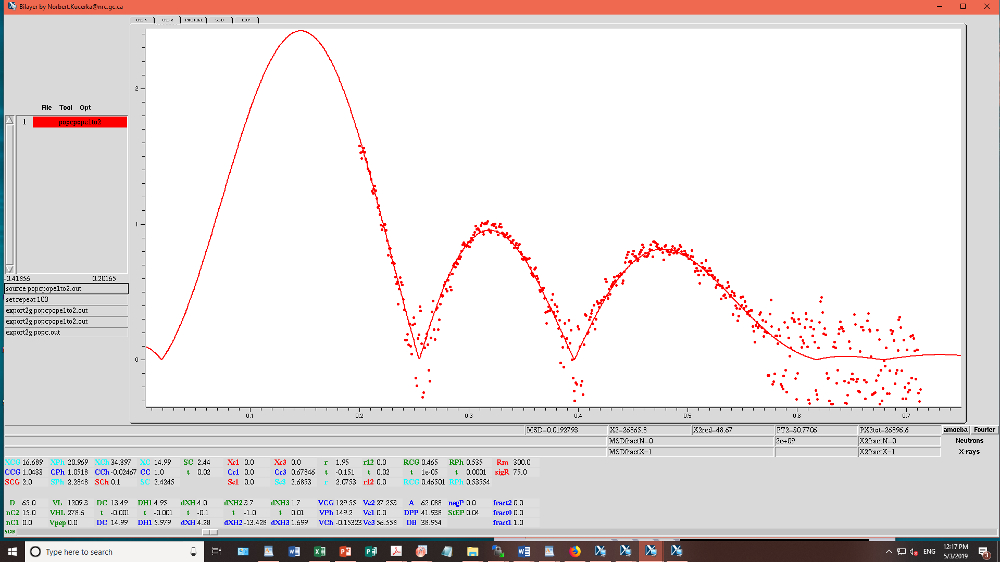 Bilayer by Norbert.Kucerka@nrc.gc.ca
CTFn CTFx PROFILE SLD EDP
File Tool Opt
1 popcpope1to2
-0.41856 0.20165
source popcpope1to2.out
set repeat 100
export2g popcpope1to2.out
export2g popcpope1to2.out
export2g popc.out
2
1
0
0.1 0.2 0.3 0.4 0.5 0.6 0.7
MSD=0.0192793 X2=26865.8 X2red=48.67 PT2=30.7706 PX2tot=26896.6 amoeba Fourier
MSDfractN=0 2e+09 X2fractN=0 Neutrons
MSDfractX=1 X2fractX=1 X-rays
XCG 16.689 XPh 20.969 XCh 34.397 XC 14.99 SC 2.44 Xc1 0.0 Xc3 0.0 r 1.95 r12 0.0 RCG 0.465 RPh 0.535 Rm 300.0
CCG 1.0433 CPh 1.0518 CCh -0.02467 CC 1.0 t 0.02 Cc1 0.0 Cc3 0.67846 t -0.151 t 0.02 t 1e-05 t 0.0001 sigR 75.0
SCG 2.0 SPh 2.2848 SCh 0.1 SC 2.4245 Sc1 0.0 Sc3 2.6853 r 2.0753 r12 0.0 RCG 0.46501 RPh 0.53554
D 65.0 VL 1209.3 DC 13.49 DH1 4.95 dXH 4.0 dXH2 3.7 dXH3 1.7 VCG 129.55 Vc2 27.253 A 62.088 negP 0.0 fract2 0.0
nC2 15.0 VHL 278.6 t -0.001 t -0.001 t -0.1 t -1.0 t 0.01 VPh 149.2 Vc1 0.0 DPP 41.938 StEP 0.04 fract0 0.0
nC1 0.0 Vpep 0.0 DC 14.99 DH1 5.979 dXH 4.28 dXH2 -13.428 dXH3 1.699 VCh -0.15323 Vc3 56.558 DB 38.954 fract1 1.0
SCG
Type here to search
ENG
12:17 PM
5/3/2019
3